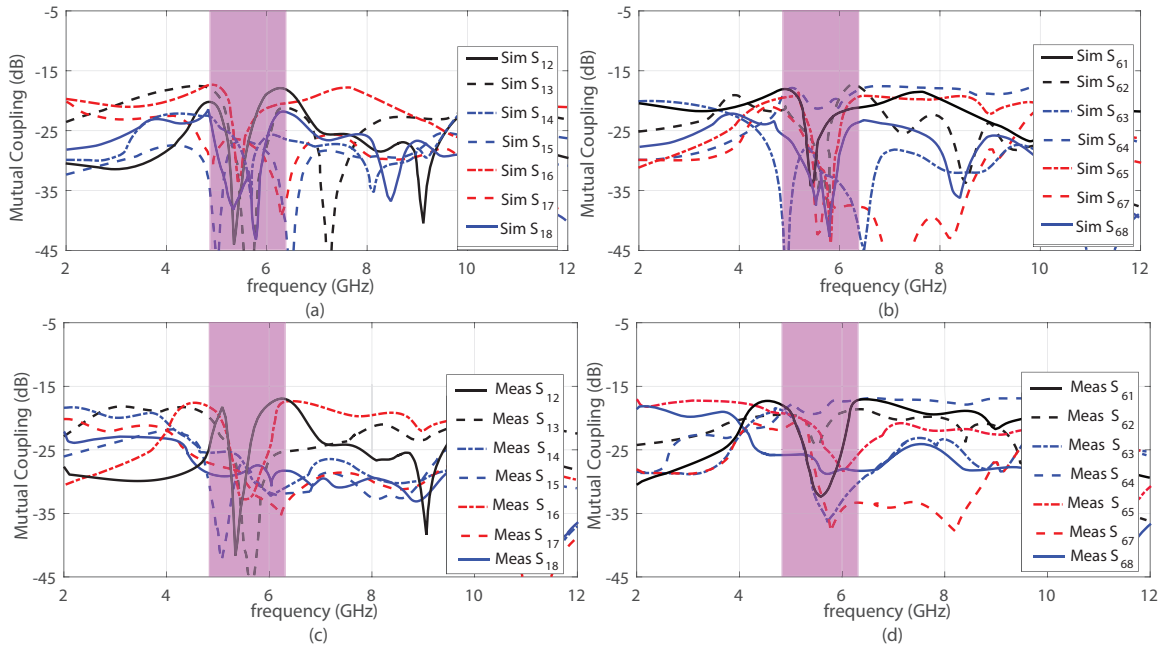 -5
-15
-25
-35
-45
Mutual Coupling (dB)
2 4 6 8 10 12
frequency (GHz)
(a)
Sim S12
Sim S13
Sim S14
Sim S15
Sim S16
Sim S17
Sim S18
-5
-15
-25
-35
-45
Mutual Coupling (dB)
2 4 6 8 10 12
frequency (GHz)
(b)
Sim S61
Sim S62
Sim S63
Sim S64
Sim S65
Sim S67
Sim S68
-5
-15
-25
-35
-45
Mutual Coupling (dB)
2 4 6 8 10 12
frequency (GHz)
(c)
Meas S12
Meas S13
Meas S14
Meas S15
Meas S16
Meas S17
Meas S18
-5
-15
-25
-35
-45
Mutual Coupling (dB)
2 4 6 8 10 12
frequency (GHz)
(d)
Meas S61
Meas S62
Meas S63
Meas S64
Meas S65
Meas S67
Meas S68